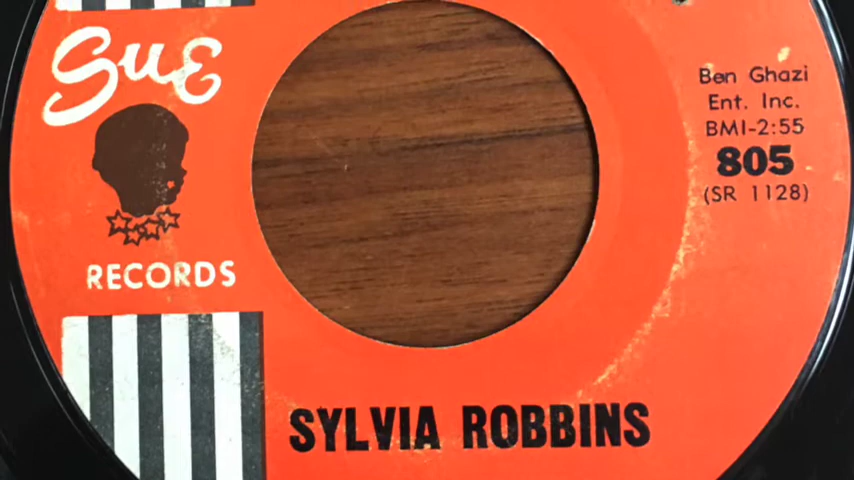 Sue
RECORDS
Ben Ghazi
Ent. Inc.
BMI-2:55
805
(SR 1128)
SYLVIA ROBBINS